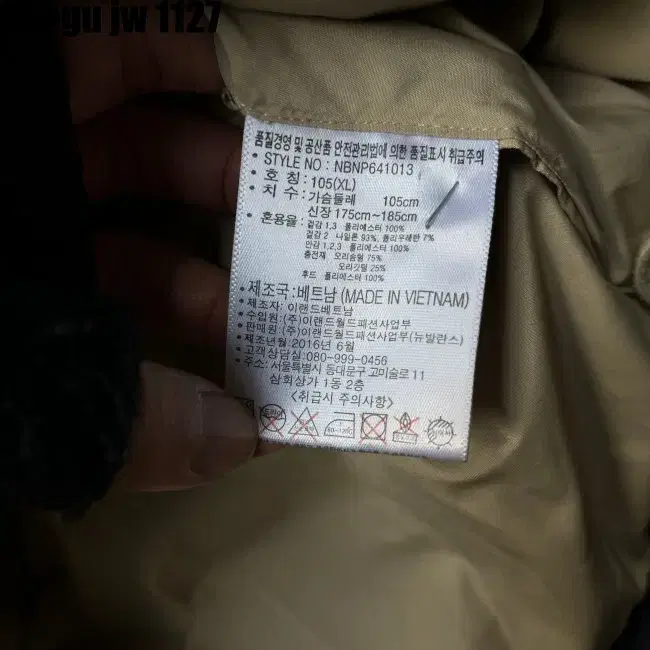 jw 1127
품질경영 및 공산품 안전관리법에 의한 품질표시 취급주의
• STYLE NO : NBNP641013
• 호 칭 : 105(XL)
• 치 수 : 가슴둘레 105cm
신장 175cm~185cm
• 혼용율 : 겉감 1,3 폴리에스터 100%
겉감 2 나일론 93%, 폴리우레탄 7%
안감 1,2,3 폴리에스터 100%
충전재 오리솜털 75%
오리깃털 25%
후드 폴리에스터 100%
• 제조국 : 베트남 (MADE IN VIETNAM)
• 제조자 : 이랜드베트남
• 수입원 : (주)이랜드월드패션사업부
• 판매원 : (주)이랜드월드패션사업부(뉴발란스)
• 제조년월 : 2016년 6월
• 고객상담실 : 080-999-0456
• 주소 : 서울특별시 동대문구 고미술로 11
삼희상가 1동 2층
<취급시 주의사항>